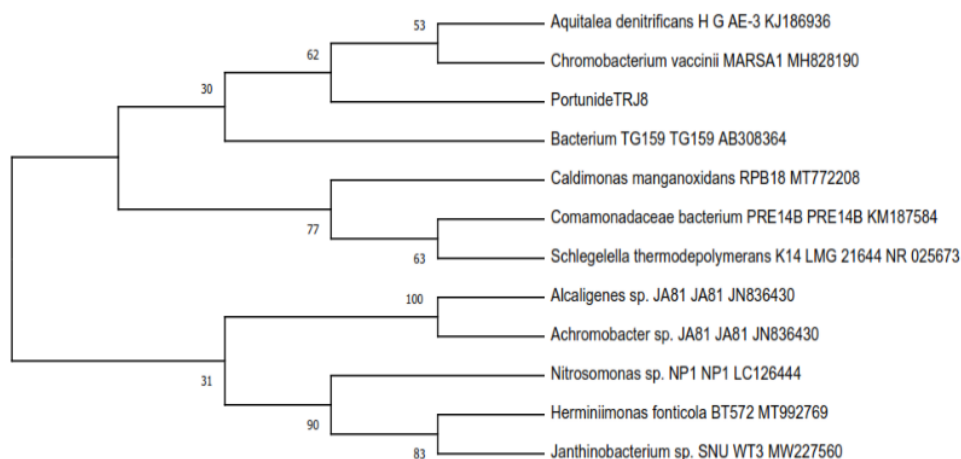 53
Aquitalea denitrificans H G AE-3 KJ186936
62
Chromobacterium vaccinii MARSA1 MH828190
30
PortunideTRJ8
Bacterium TG159 TG159 AB308364
Caldimonas manganoxidans RPB18 MT772208
77
Comamonadaceae bacterium PRE14B PRE14B KM187584
63
Schlegelella thermodepolymerans K14 LMG 21644 NR 025673
100
Alcaligenes sp. JA81 JA81 JN836430
Achromobacter sp. JA81 JA81 JN836430
31
Nitrosomonas sp. NP1 NP1 LC126444
90
Herminiimonas fonticola BT572 MT992769
83
Janthinobacterium sp. SNU WT3 MW227560